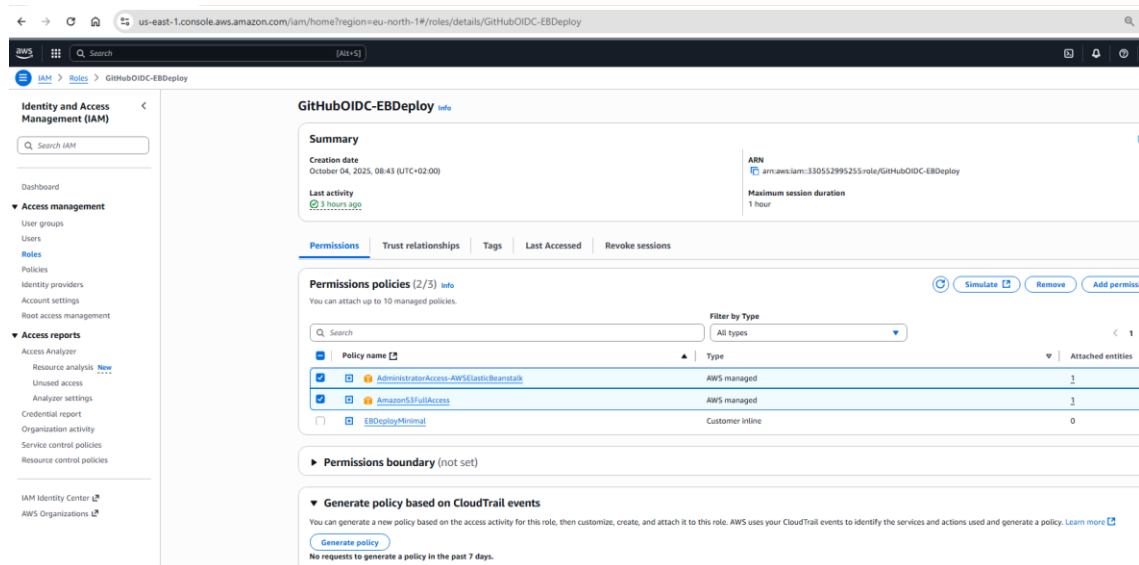 us-east-1.console.aws.amazon.com/iam/home?region=eu-north-1#/roles/details/GitHubOIDC-EBDeploy
aws Search [Alt+S]
IAM > Roles > GitHubOIDC-EBDeploy
Identity and Access Management (IAM)
Search IAM
Dashboard
Access management
User groups
Users
Roles
Policies
Identity providers
Account settings
Root access management
Access reports
Access Analyzer
Resource analysis New
Unused access
Analyzer settings
Credential report
Organization activity
Service control policies
Resource control policies
IAM Identity Center
AWS Organizations
GitHubOIDC-EBDeploy Info
Summary
Creation date
October 04, 2025, 08:43 (UTC+02:00)
Last activity
3 hours ago
ARN
arn:aws:iam::330552995255:role/GitHubOIDC-EBDeploy
Maximum session duration
1 hour
Permissions Trust relationships Tags Last Accessed Revoke sessions
Permissions policies (2/3) Info
You can attach up to 10 managed policies.
Simulate Remove Add permiss
Filter by Type
Search All types 1
Policy name Type Attached entities
AdministratorAccess-AWSElasticBeanstalk AWS managed 1
AmazonS3FullAccess AWS managed 1
EBDeployMinimal Customer inline 0
Permissions boundary (not set)
Generate policy based on CloudTrail events
You can generate a new policy based on the access activity for this role, then customize, create, and attach it to this role. AWS uses your CloudTrail events to identify the services and actions used and generate a policy. Learn more
Generate policy
No requests to generate a policy in the past 7 days.